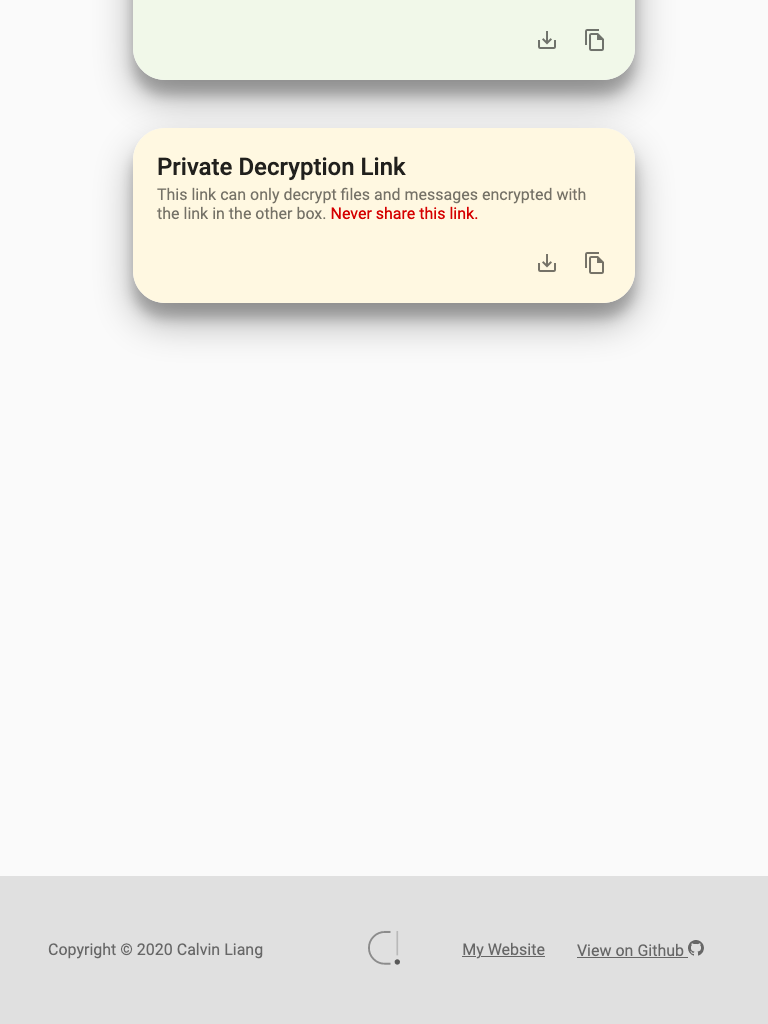 Private Decryption Link
This link can only decrypt files and messages encrypted with
the link in the other box. Never share this link.
Copyright © 2020 Calvin Liang
My Website
View on Github